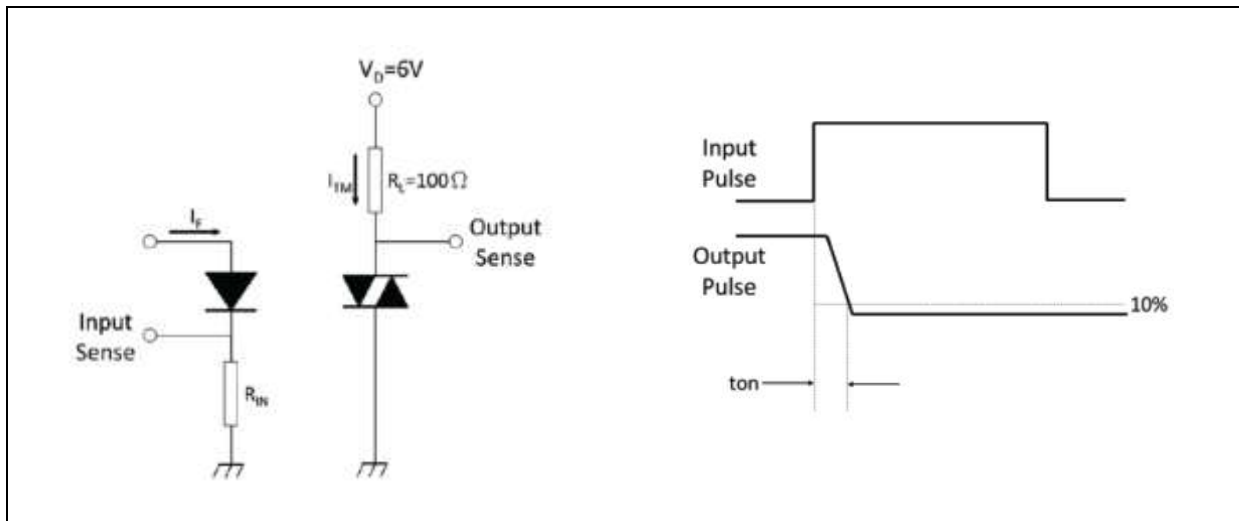 V_D=6V
I_TM
R_L=100Ω
I_F
Output
Sense
Input
Sense
R_IN
Input
Pulse
Output
Pulse
10%
ton